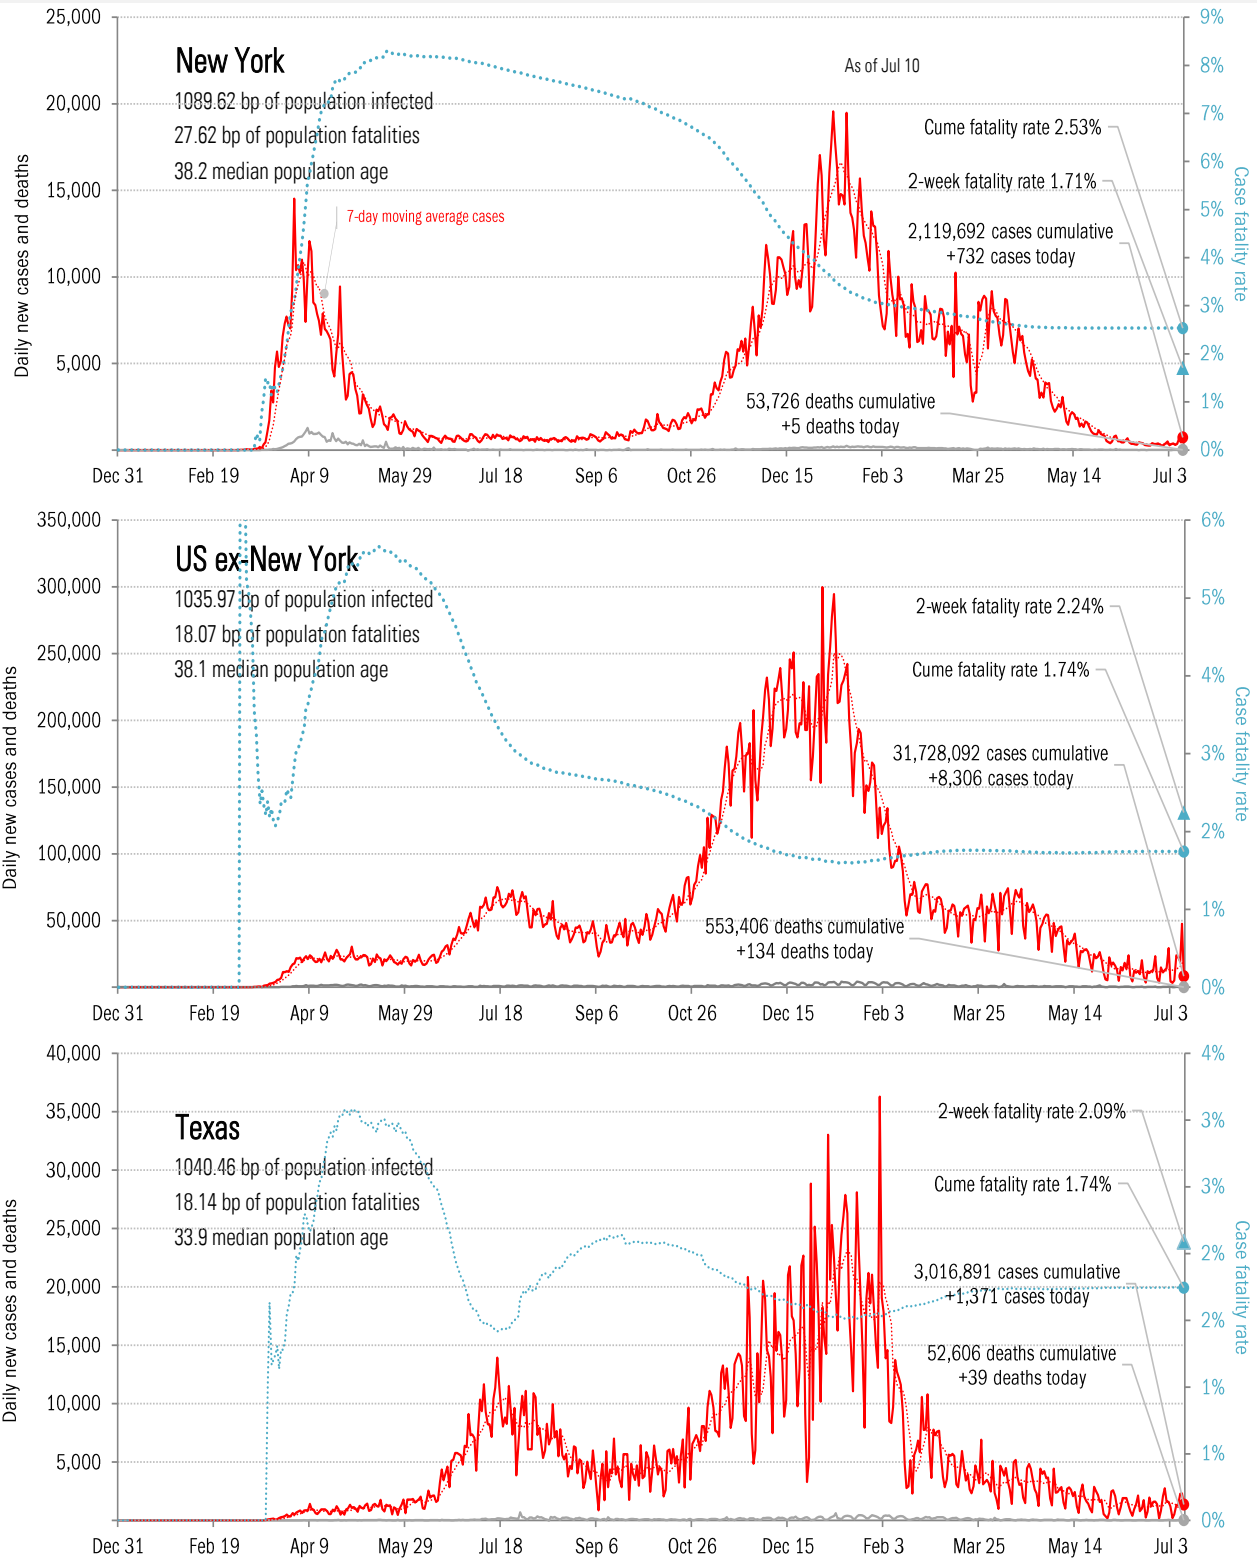 25,000
20,000
15,000
10,000
5,000
Daily new cases and deaths
New York
1089.62 bp of population infected
27.62 bp of population fatalities
38.2 median population age
7-day moving average cases
As of Jul 10
Cume fatality rate 2.53%
2-week fatality rate 1.71%
2,119,692 cases cumulative
+732 cases today
53,726 deaths cumulative
+5 deaths today
9%
8%
7%
6%
5%
4%
3%
2%
1%
0%
Case fatality rate
Dec 31 Feb 19 Apr 9 May 29 Jul 18 Sep 6 Oct 26 Dec 15 Feb 3 Mar 25 May 14 Jul 3
350,000
300,000
250,000
200,000
150,000
100,000
50,000
Daily new cases and deaths
US ex-New York
1035.97 bp of population infected
18.07 bp of population fatalities
38.1 median population age
2-week fatality rate 2.24%
Cume fatality rate 1.74%
31,728,092 cases cumulative
+8,306 cases today
553,406 deaths cumulative
+134 deaths today
6%
5%
4%
3%
2%
1%
0%
Case fatality rate
Dec 31 Feb 19 Apr 9 May 29 Jul 18 Sep 6 Oct 26 Dec 15 Feb 3 Mar 25 May 14 Jul 3
40,000
35,000
30,000
25,000
20,000
15,000
10,000
5,000
Daily new cases and deaths
Texas
1040.46 bp of population infected
18.14 bp of population fatalities
33.9 median population age
2-week fatality rate 2.09%
Cume fatality rate 1.74%
3,016,891 cases cumulative
+1,371 cases today
52,606 deaths cumulative
+39 deaths today
4%
3%
3%
2%
2%
1%
1%
0%
Case fatality rate
Dec 31 Feb 19 Apr 9 May 29 Jul 18 Sep 6 Oct 26 Dec 15 Feb 3 Mar 25 May 14 Jul 3